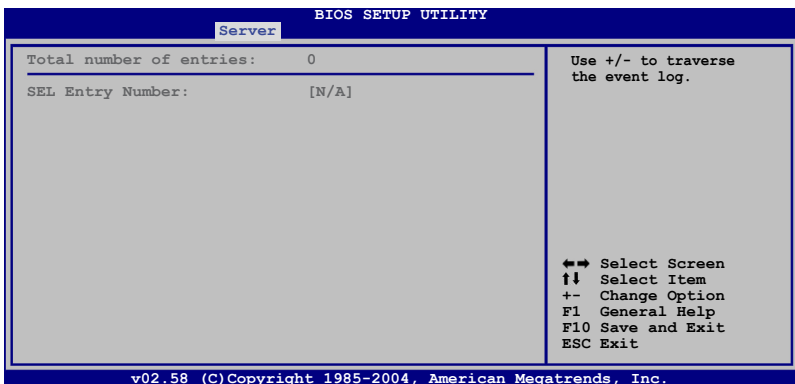 BIOS SETUP UTILITY
Server
Total number of entries: 0
SEL Entry Number: [N/A]
Use +/- to traverse
the event log.
←→ Select Screen
↑↓ Select Item
+- Change Option
F1 General Help
F10 Save and Exit
ESC Exit
v02.58 (C)Copyright 1985-2004, American Megatrends, Inc.